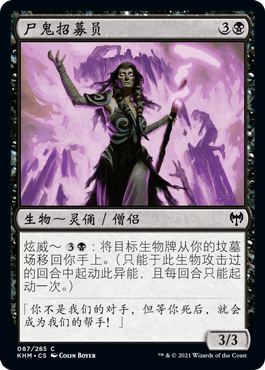 尸鬼招募员 3
生物～灵俑／僧侣
炫威～3：将目标生物牌从你的坟墓
场移回你手上。（只能于此生物攻击过
的回合中起动此异能，且每回合只能起
动一次。）
「你不是我们的对手，但等你死后，就会
成为我们的帮手！」
3/3
087/285 C
KHM • CS COLIN BOYER
™ & © 2021 Wizards of the Coast